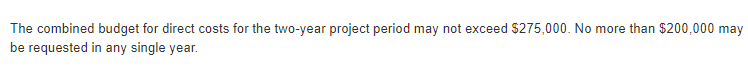 The combined budget for direct costs for the two-year project period may not exceed $275,000. No more than $200,000 may
be requested in any single year.